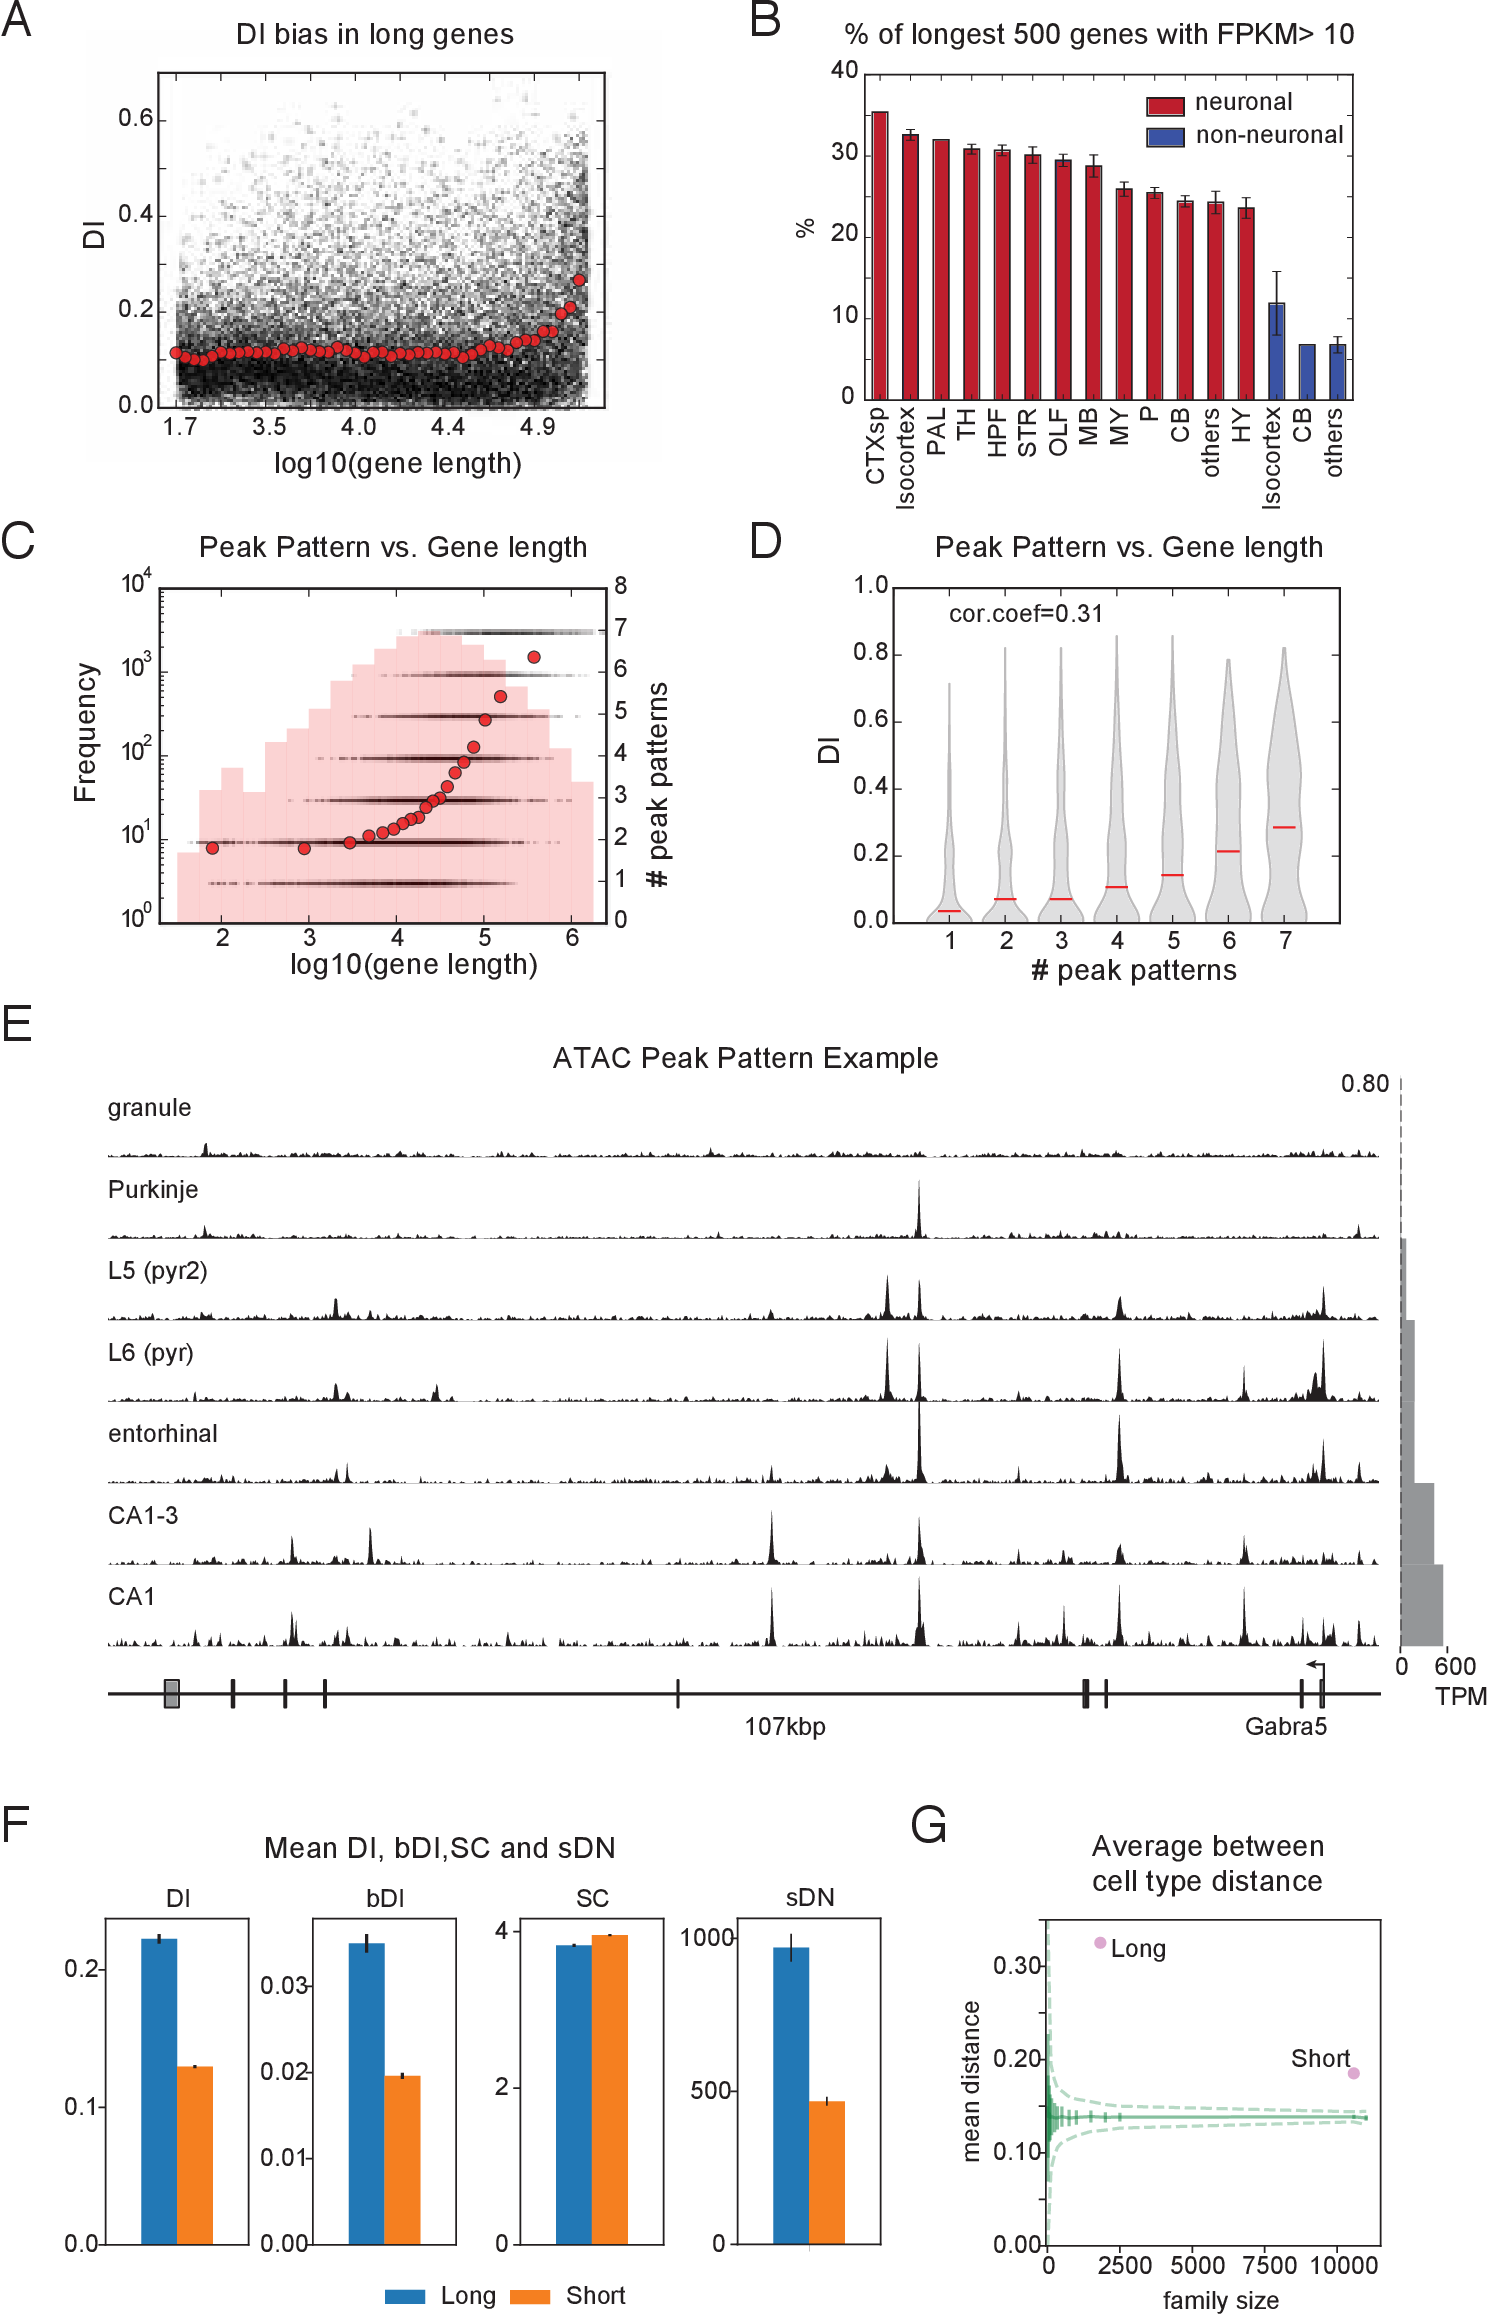 A
DI bias in long genes
0.6
0.4
0.2
0.0
DI
1.7 3.5 4.0 4.4 4.9
log10(gene length)
B
% of longest 500 genes with FPKM> 10
40
30
20
10
0
%
neuronal
non-neuronal
CTXsp
Isocortex
PAL
TH
HPF
STR
OLF
MB
MY
P
CB
others
HY
Isocortex
CB
others
C
Peak Pattern vs. Gene length
10^4
10^3
10^2
10^1
10^0
Frequency
8
7
6
5
4
3
2
1
0
# peak patterns
2 3 4 5 6
log10(gene length)
D
Peak Pattern vs. Gene length
cor.coef=0.31
1.0
0.8
0.6
0.4
0.2
0.0
DI
1 2 3 4 5 6 7
# peak patterns
E
ATAC Peak Pattern Example
0.80
granule
Purkinje
L5 (pyr2)
L6 (pyr)
entorhinal
CA1-3
CA1
0 600
TPM
107kbp
Gabra5
F
Mean DI, bDI,SC and sDN
DI
0.2
0.1
0.0
bDI
0.03
0.02
0.01
0.00
SC
4
2
0
sDN
1000
500
0
Long Short
G
Average between
cell type distance
0.30
0.20
0.10
0.00
mean distance
Long
Short
0 2500 5000 7500 10000
family size